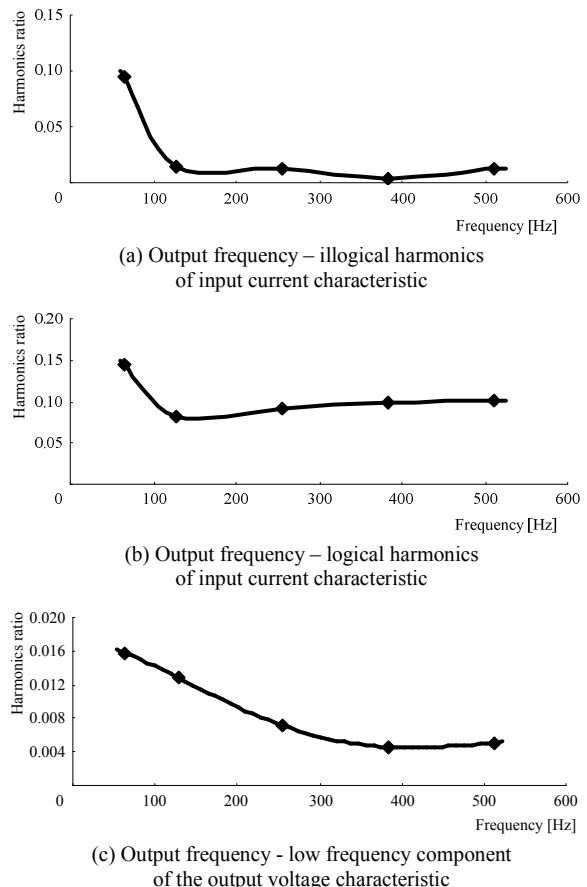 Harmonics ratio
0.15
0.10
0.05
0 100 200 300 400 500 600
Frequency [Hz]
(a) Output frequency – illogical harmonics
of input current characteristic
Harmonics ratio
0.20
0.15
0.10
0.05
0 100 200 300 400 500 600
Frequency [Hz]
(b) Output frequency – logical harmonics
of input current characteristic
Harmonics ratio
0.020
0.016
0.012
0.008
0.004
0 100 200 300 400 500 600
Frequency [Hz]
(c) Output frequency - low frequency component
of the output voltage characteristic